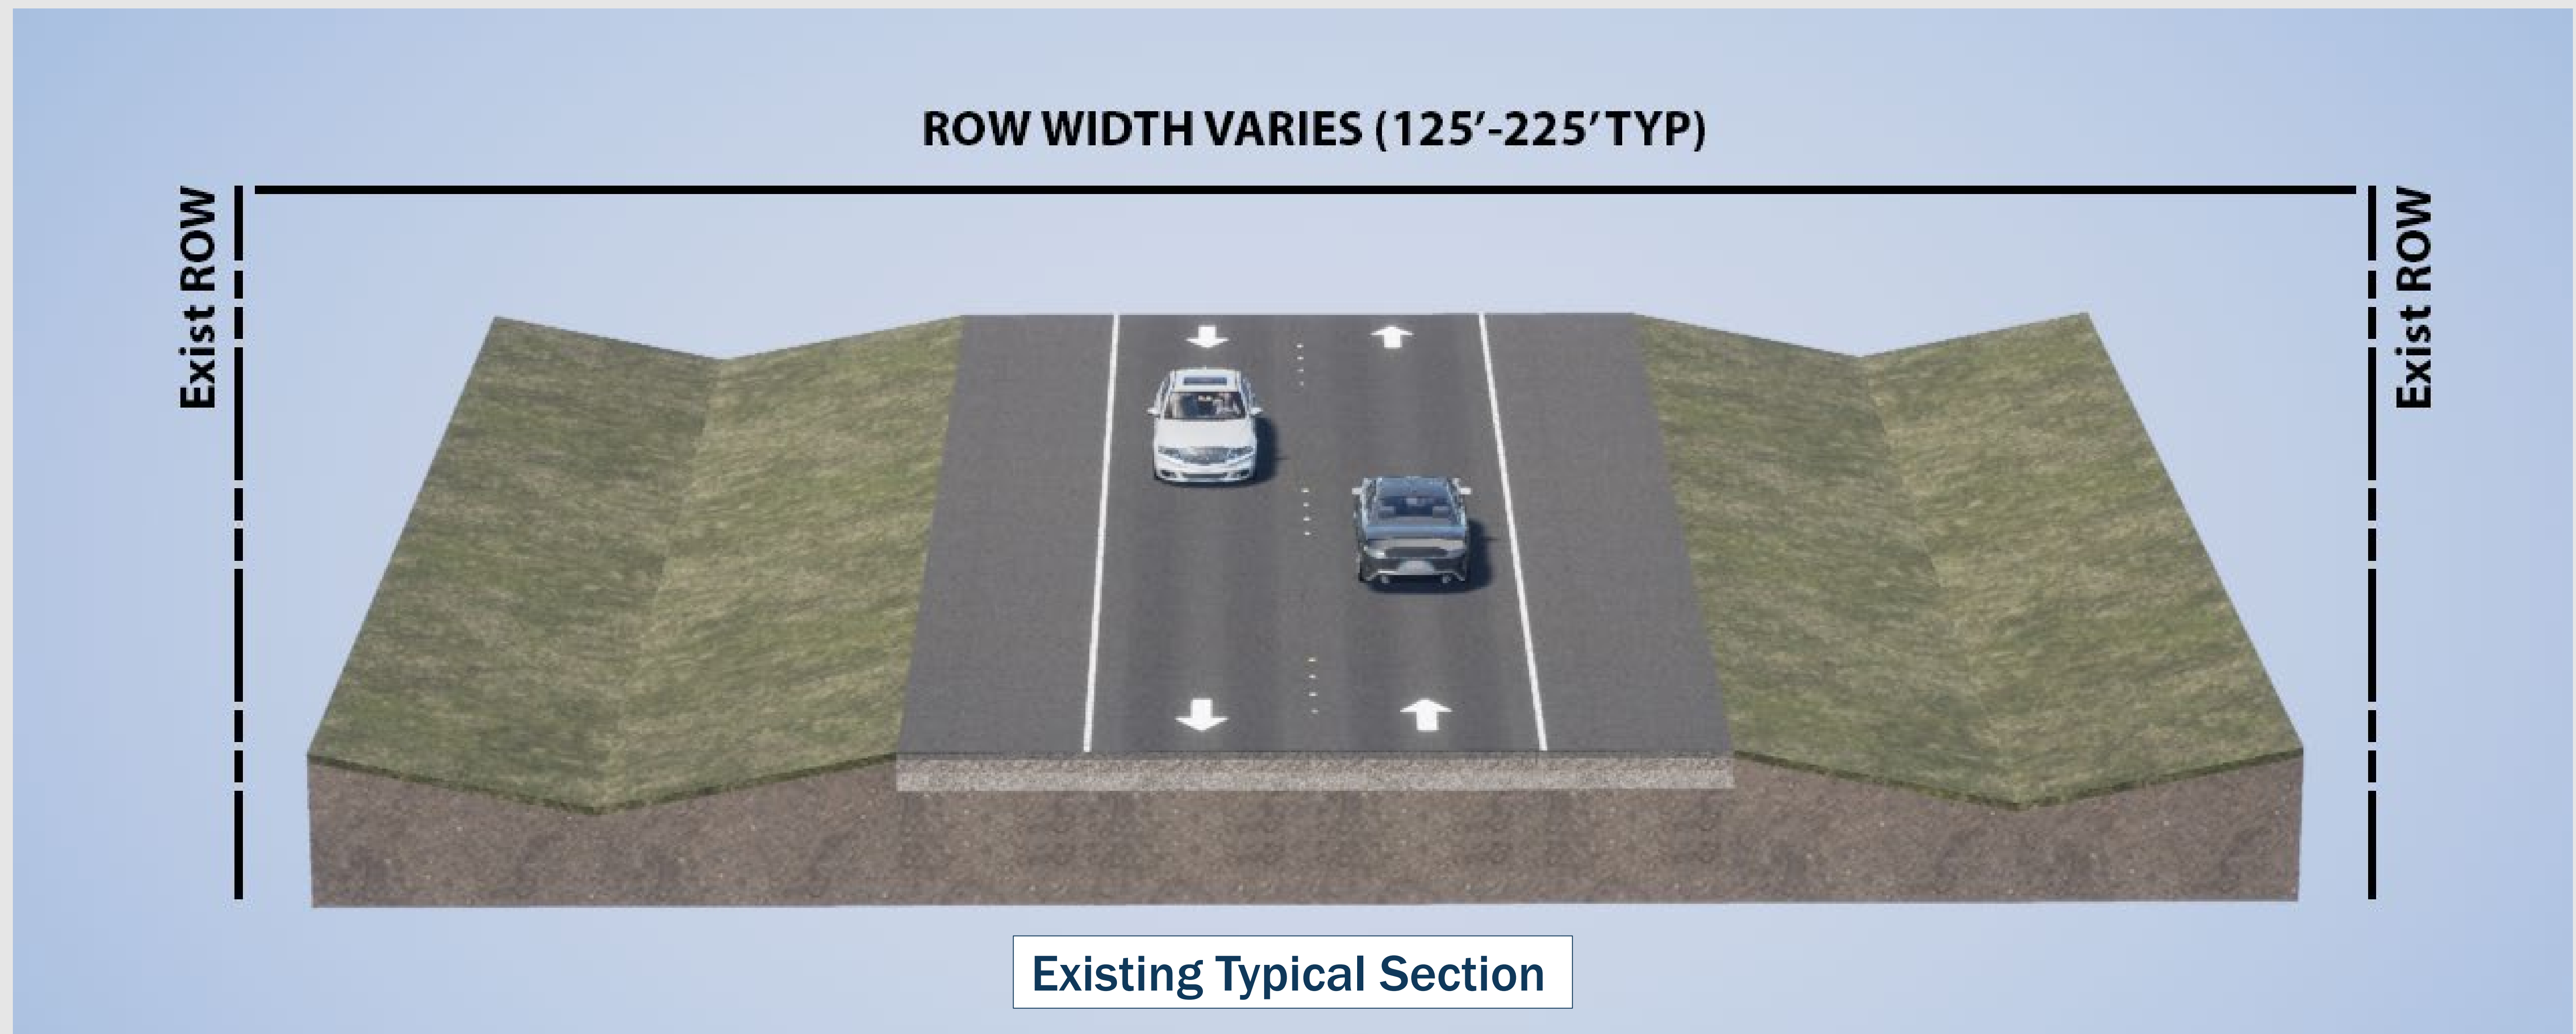 ROW WIDTH VARIES (125’-225’ TYP)
Exist ROW
Exist ROW
Existing Typical Section